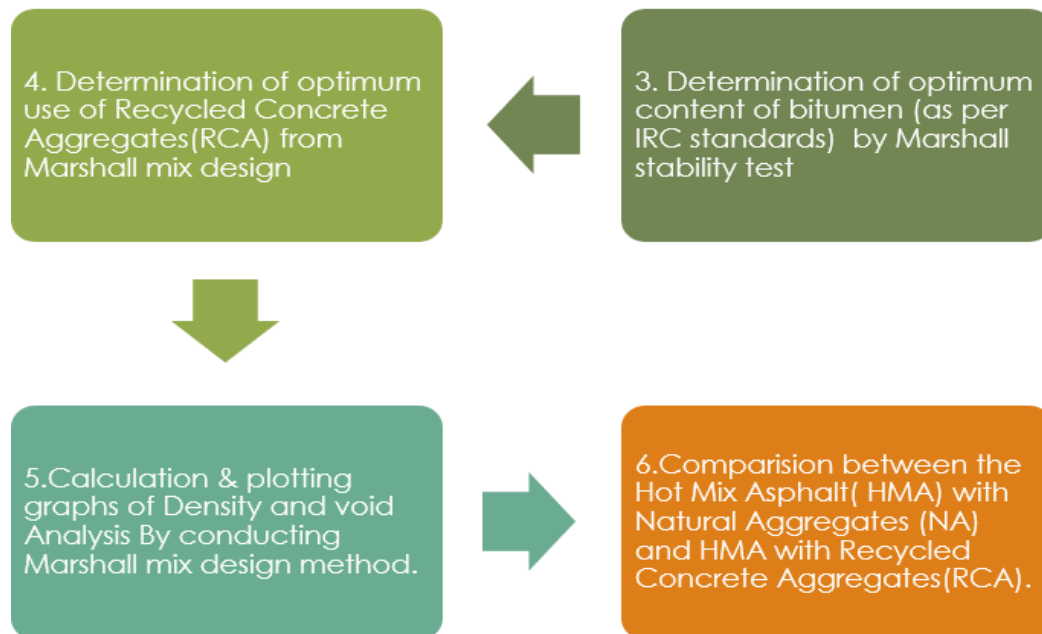 4. Determination of optimum
use of Recycled Concrete
Aggregates(RCA) from
Marshall mix design
3. Determination of optimum
content of bitumen (as per
IRC standards)  by Marshall
stability test
5.Calculation & plotting
graphs of Density and void
Analysis By conducting
Marshall mix design method.
6.Comparision between the
Hot Mix Asphalt( HMA) with
Natural Aggregates (NA)
and HMA with Recycled
Concrete Aggregates(RCA).